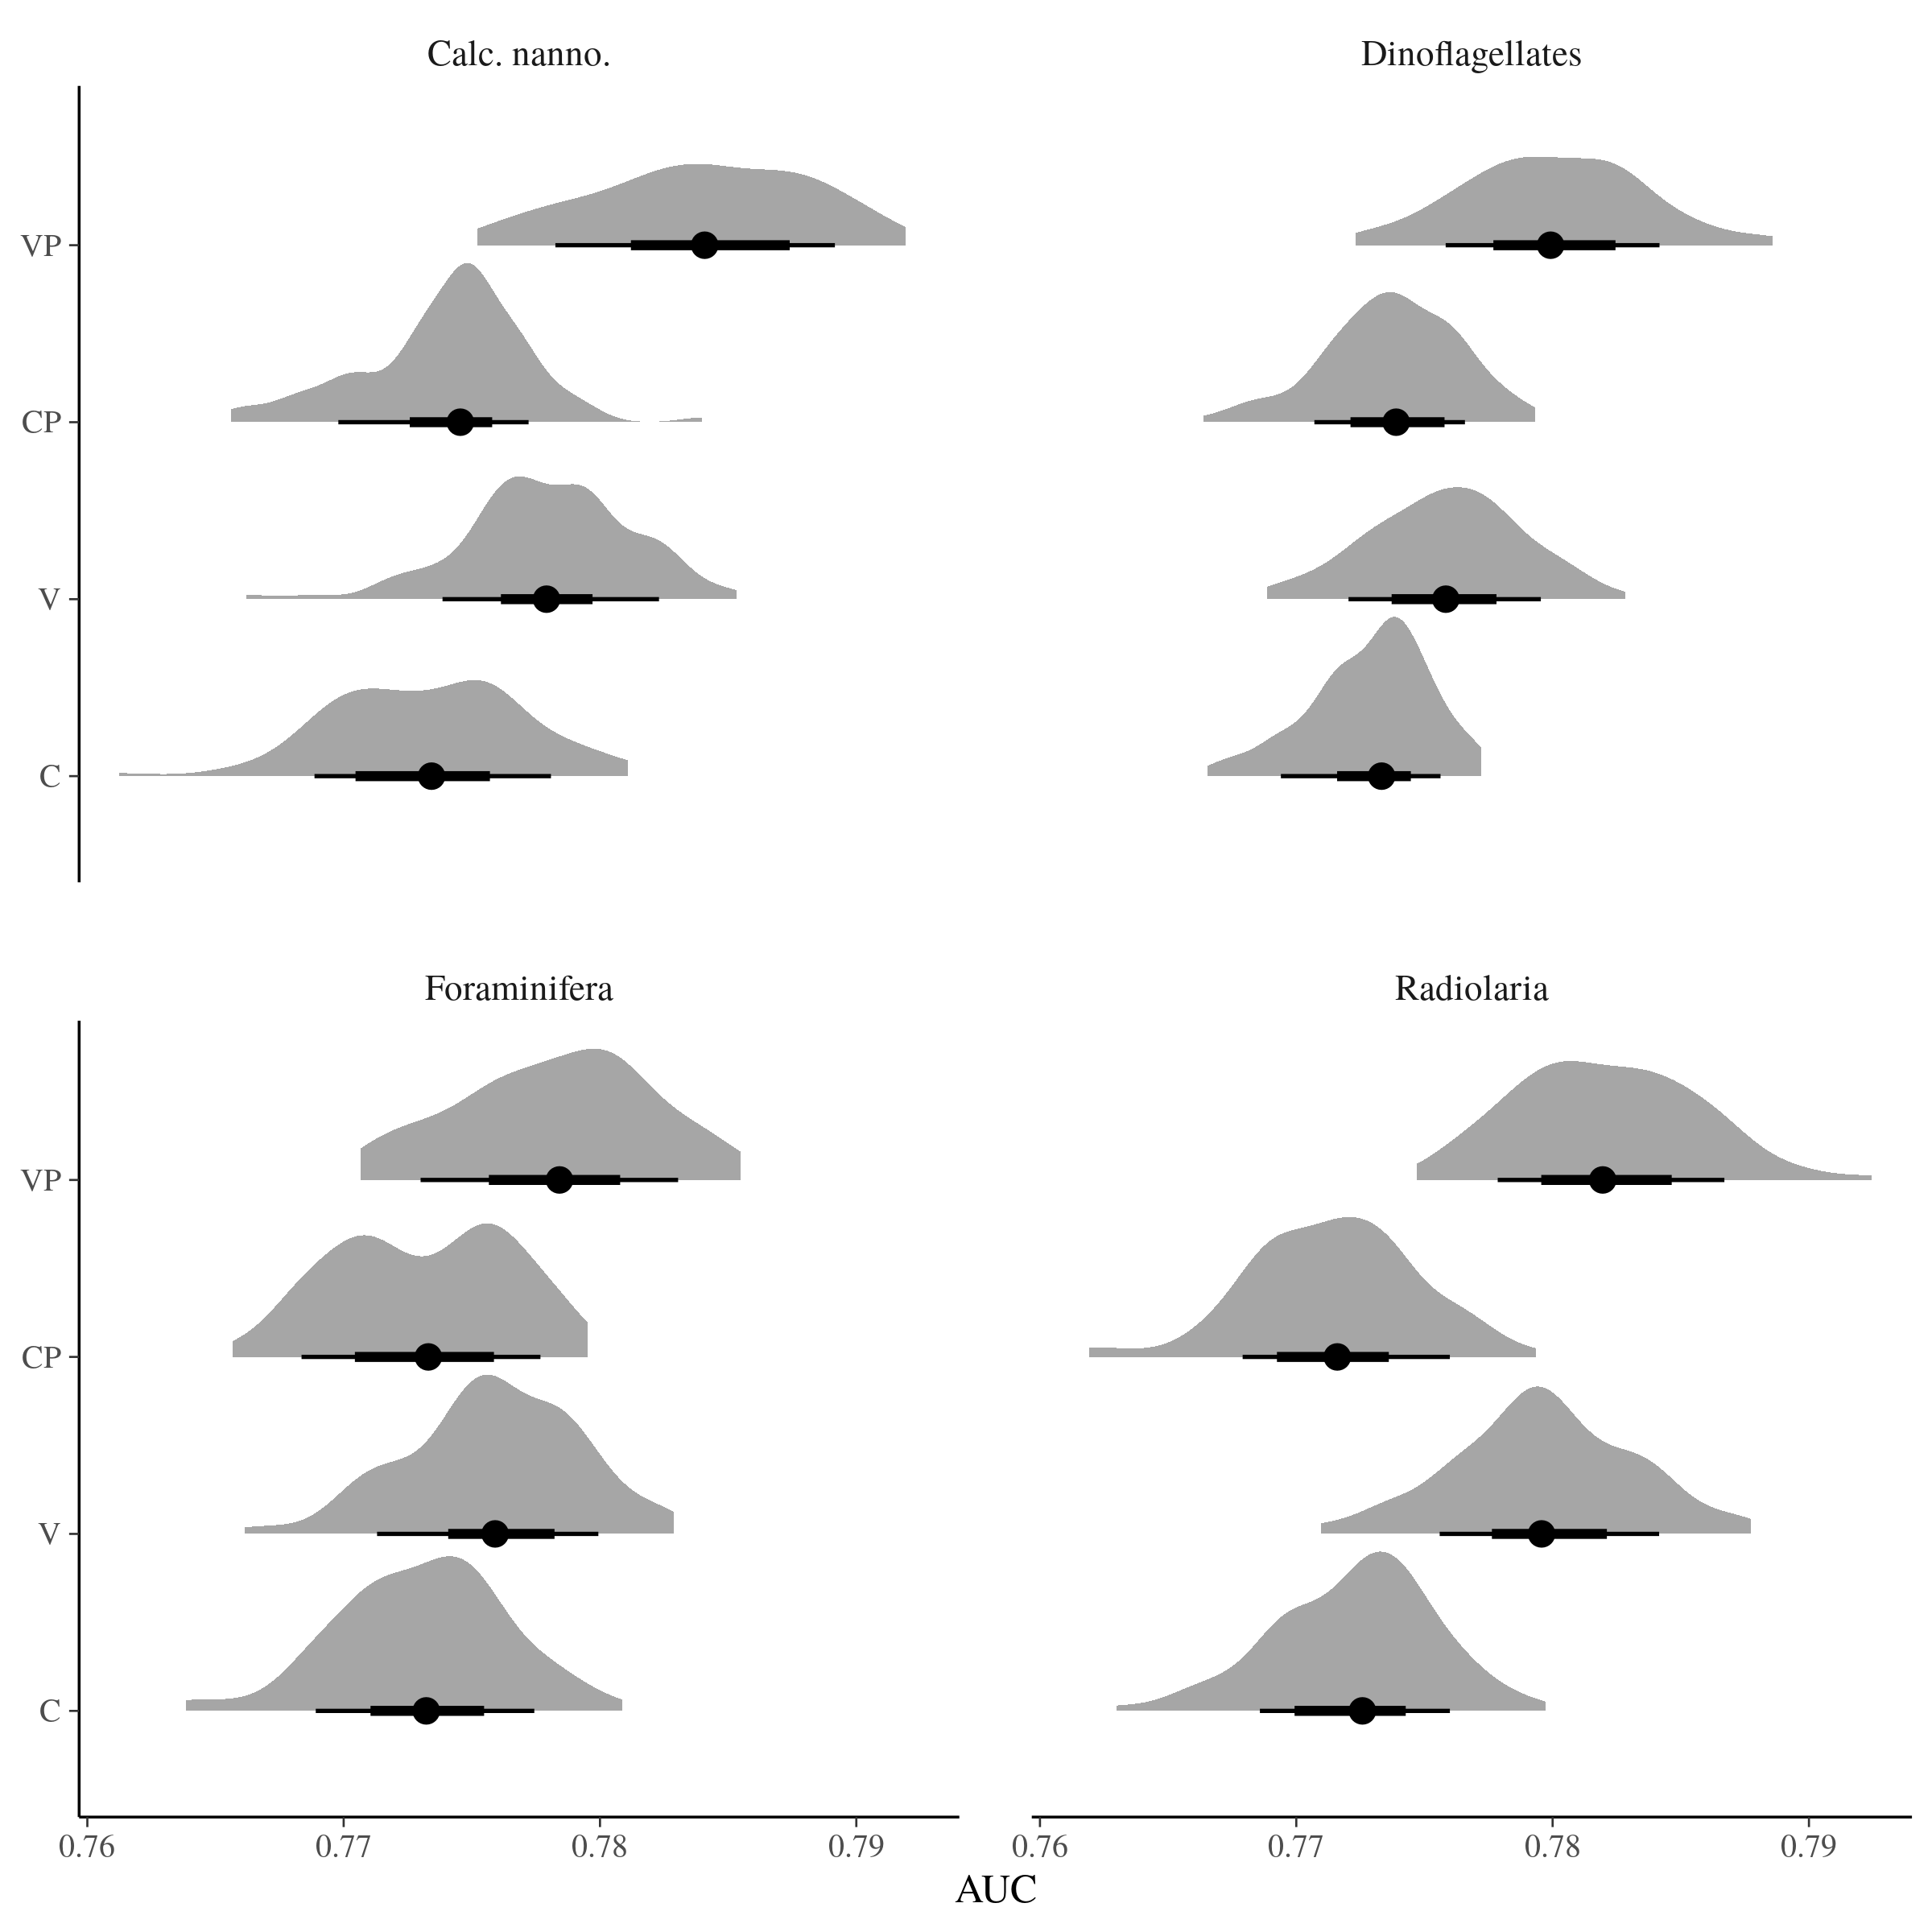 Calc. nanno.
Dinoflagellates
VP
CP
V
C
Foraminifera
Radiolaria
VP
CP
V
C
0.76 0.77 0.78 0.79 0.76 0.77 0.78 0.79
AUC